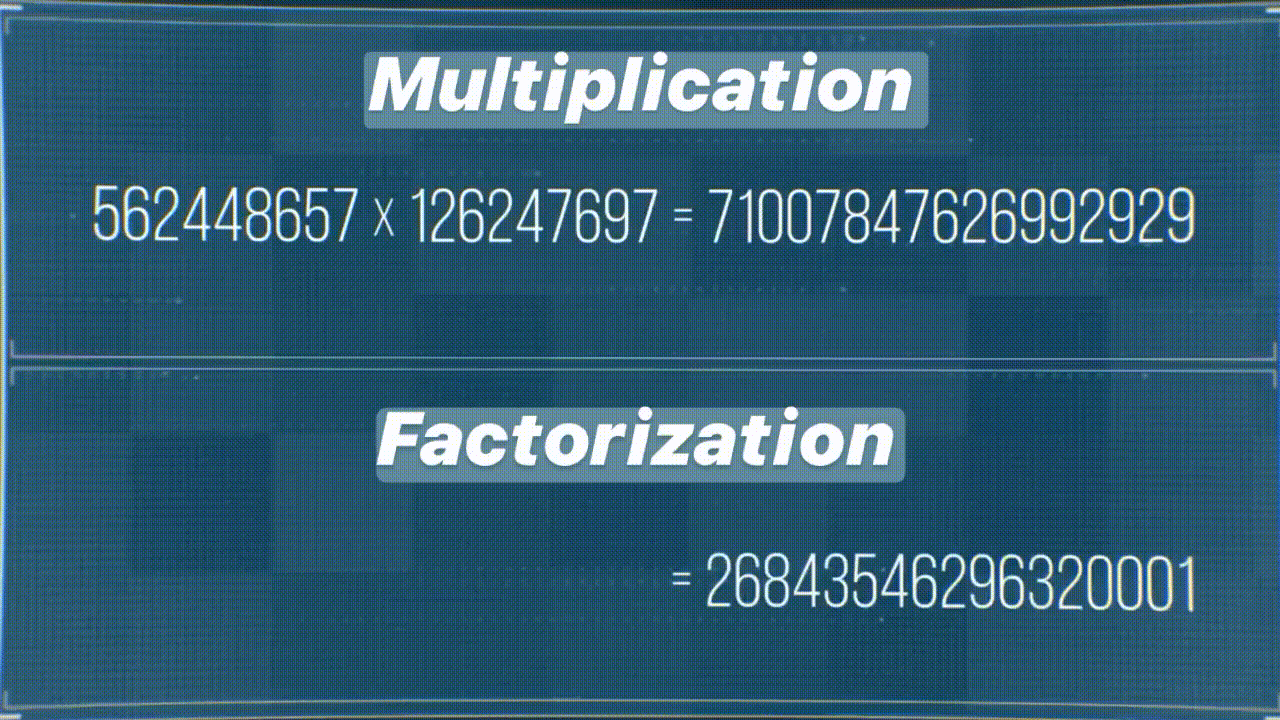 Multiplication
562448657 x 126247697 = 71007847626992929
Factorization
= 26843546296320001